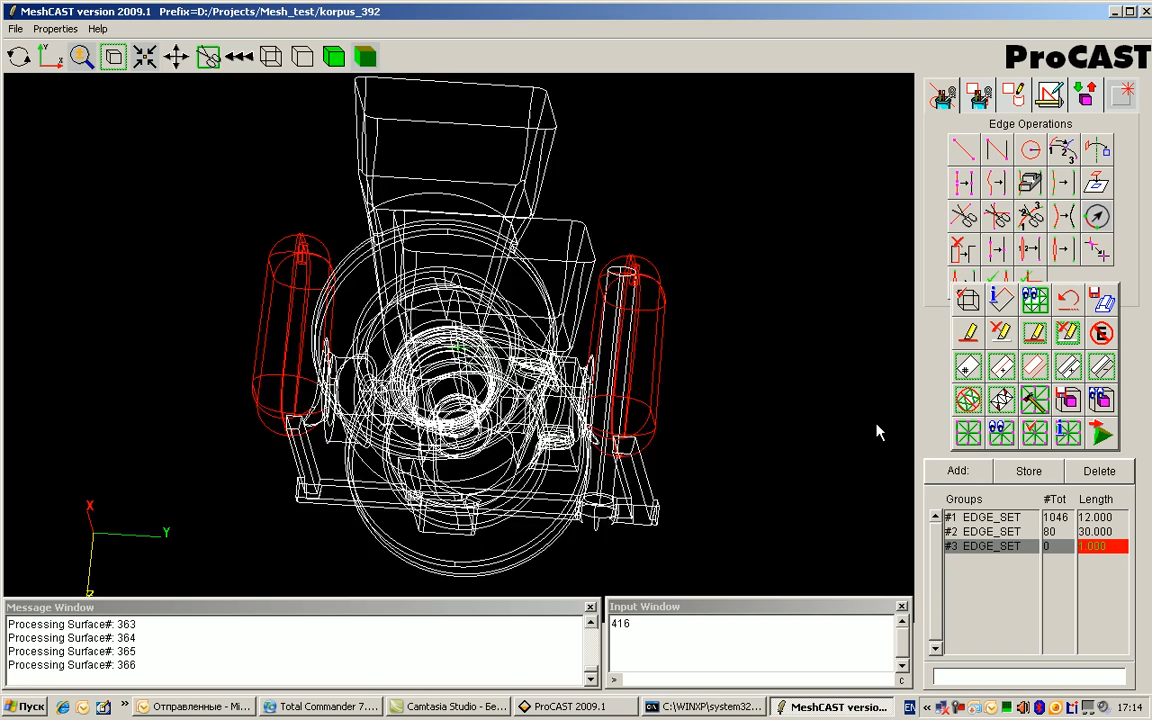 MeshCAST version 2009.1 Prefix=D:/Projects/Mesh_test/korpus_392
File Properties Help
ProCAST
Edge Operations
Add: Store Delete
Groups #Tot Length
#1 EDGE_SET 1046 12.000
#2 EDGE_SET 80 30.000
#3 EDGE_SET 0 1.000
X
Y
Z
Message Window
Processing Surface#: 363
Processing Surface#: 364
Processing Surface#: 365
Processing Surface#: 366
Input Window
416
>
c
Пуск
Отправленные - Mi...
Total Commander 7....
Camtasia Studio - Бе...
ProCAST 2009.1
C:\WINXP\system32...
MeshCAST versio...
EN
17:14